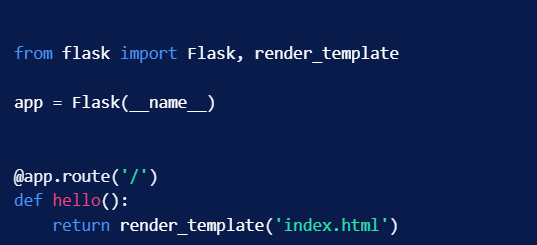 from flask import Flask, render_template
app = Flask(__name__)
@app.route('/')
def hello():
    return render_template('index.html')